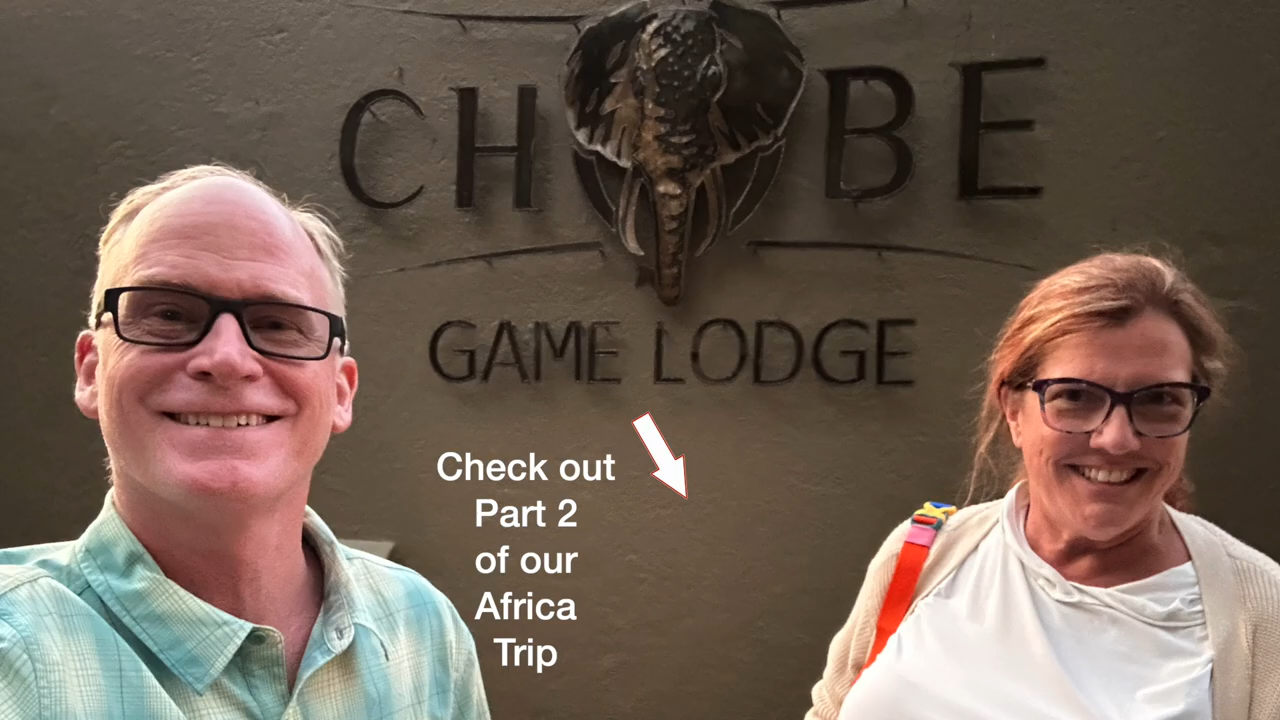 CHOBE
GAME LODGE
Check out
Part 2
of our
Africa
Trip